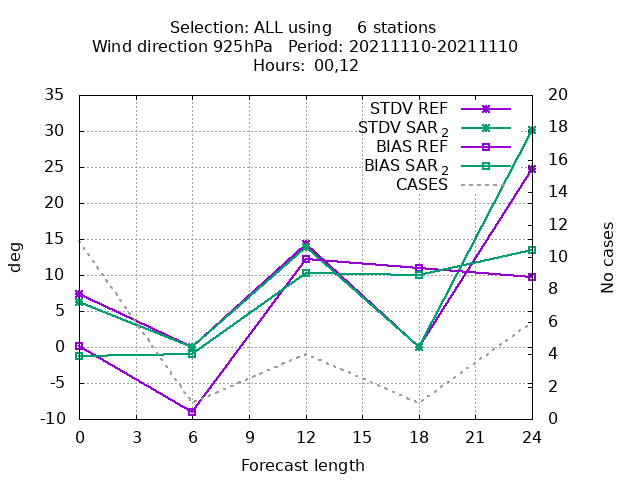 Selection: ALL using 6 stations
Wind direction 925hPa Period: 20211110-20211110
Hours: 00,12
STDV REF
STDV SAR 2
BIAS REF
BIAS SAR 2
CASES
35
30
25
20
15
10
5
0
-5
-10
deg
20
18
16
14
12
10
8
6
4
2
0
No cases
0 3 6 9 12 15 18 21 24
Forecast length